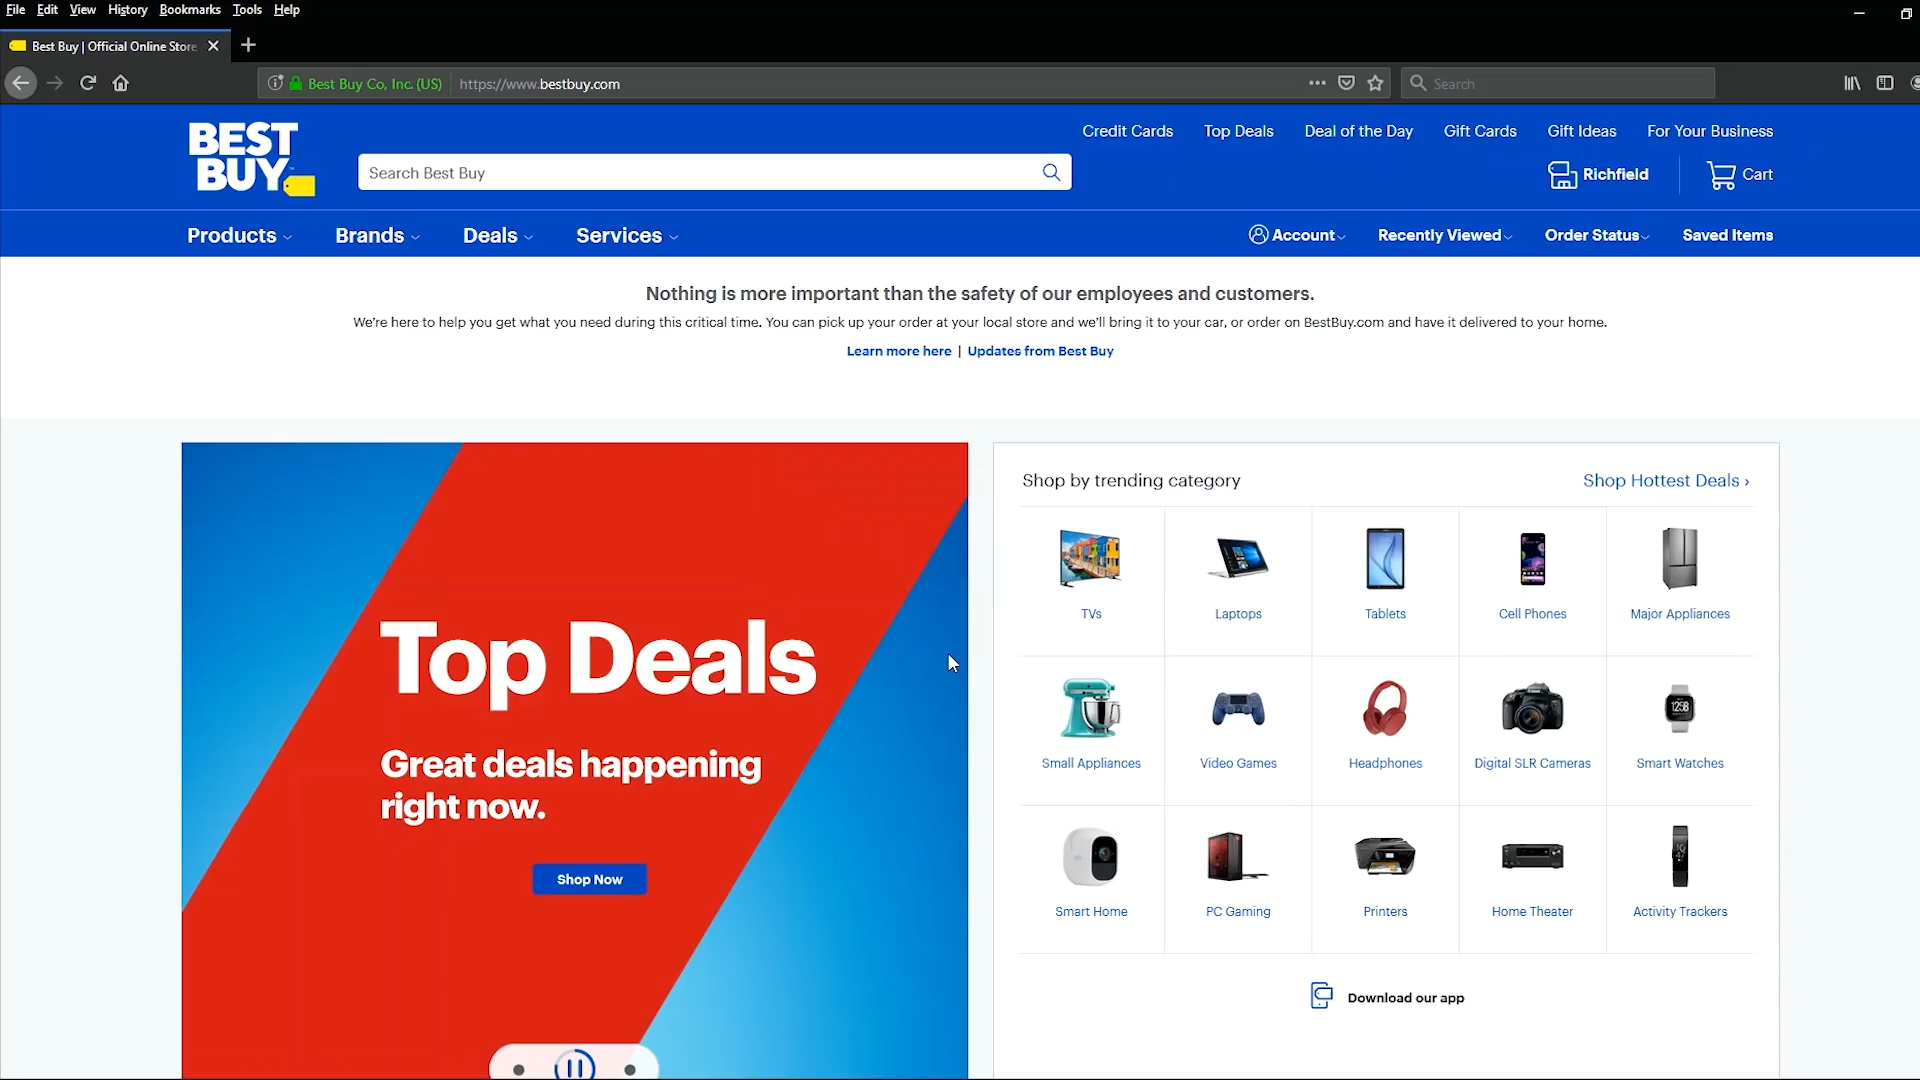 File Edit View History Bookmarks Tools Help
Best Buy | Official Online Store
Best Buy Co, Inc. (US) https://www.bestbuy.com
Search
BEST
BUY
Credit Cards Top Deals Deal of the Day Gift Cards Gift Ideas For Your Business
Search Best Buy
Richfield Cart
Products Brands Deals Services Account Recently Viewed Order Status Saved Items
Nothing is more important than the safety of our employees and customers.
We're here to help you get what you need during this critical time. You can pick up your order at your local store and we'll bring it to your car, or order on BestBuy.com and have it delivered to your home.
Learn more here | Updates from Best Buy
Top Deals
Great deals happening
right now.
Shop Now
Shop by trending category Shop Hottest Deals ›
TVs Laptops Tablets Cell Phones Major Appliances
1258
Small Appliances Video Games Headphones Digital SLR Cameras Smart Watches
Smart Home PC Gaming Printers Home Theater Activity Trackers
Download our app